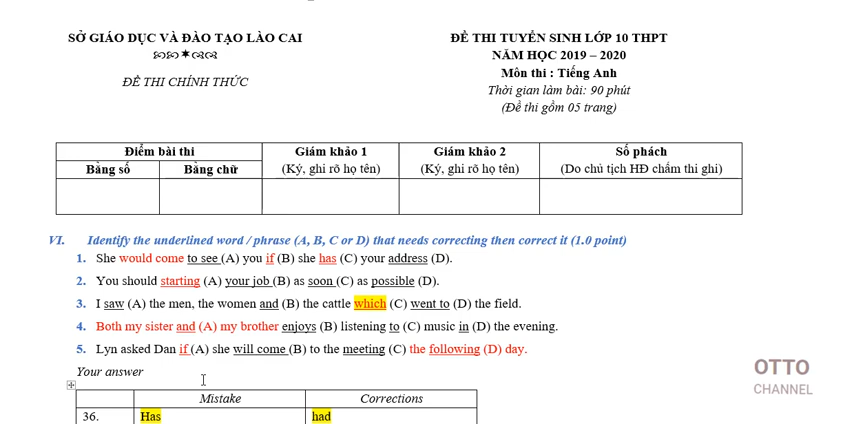 SỞ GIÁO DỤC VÀ ĐÀO TẠO LÀO CAI
ĐỀ THI CHÍNH THỨC
ĐỀ THI TUYỂN SINH LỚP 10 THPT
NĂM HỌC 2019 – 2020
Môn thi : Tiếng Anh
Thời gian làm bài: 90 phút
(Đề thi gồm 05 trang)
Điểm bài thi
Bằng số Bằng chữ
Giám khảo 1
(Ký, ghi rõ họ tên)
Giám khảo 2
(Ký, ghi rõ họ tên)
Số phách
(Do chủ tịch HĐ chấm thi ghi)
VI. Identify the underlined word / phrase (A, B, C or D) that needs correcting then correct it (1.0 point)
1. She would come to see (A) you if (B) she has (C) your address (D).
2. You should starting (A) your job (B) as soon (C) as possible (D).
3. I saw (A) the men, the women and (B) the cattle which (C) went to (D) the field.
4. Both my sister and (A) my brother enjoys (B) listening to (C) music in (D) the evening.
5. Lyn asked Dan if (A) she will come (B) to the meeting (C) the following (D) day.
Your answer
Mistake Corrections
36. Has had
OTTO
CHANNEL